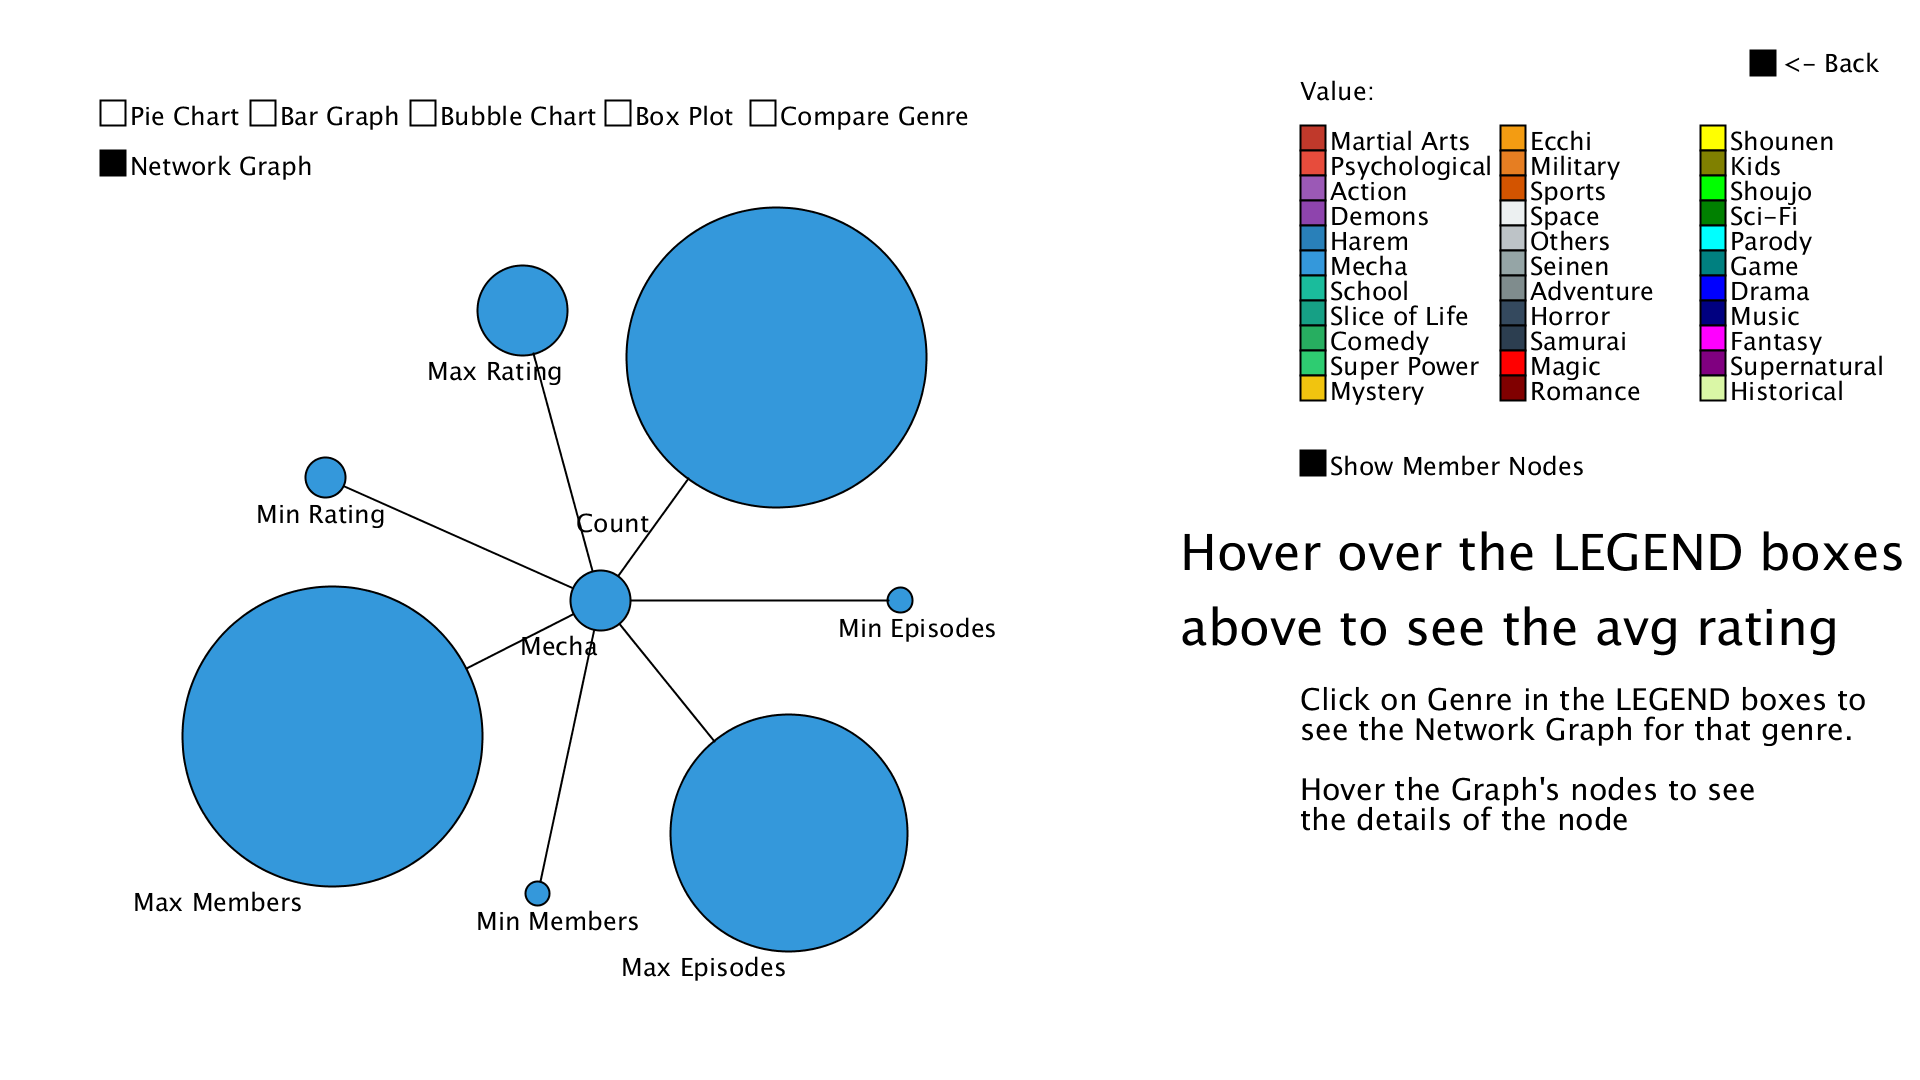 <- Back
Value:
Pie Chart Bar Graph Bubble Chart Box Plot Compare Genre
Network Graph
Martial Arts Ecchi Shounen
Psychological Military Kids
Action Sports Shoujo
Demons Space Sci-Fi
Harem Others Parody
Mecha Seinen Game
School Adventure Drama
Slice of Life Horror Music
Comedy Samurai Fantasy
Super Power Magic Supernatural
Mystery Romance Historical
Show Member Nodes
Max Rating
Min Rating
Count
Mecha
Min Episodes
Max Members
Min Members
Max Episodes
Hover over the LEGEND boxes
above to see the avg rating
Click on Genre in the LEGEND boxes to
see the Network Graph for that genre.
Hover the Graph's nodes to see
the details of the node